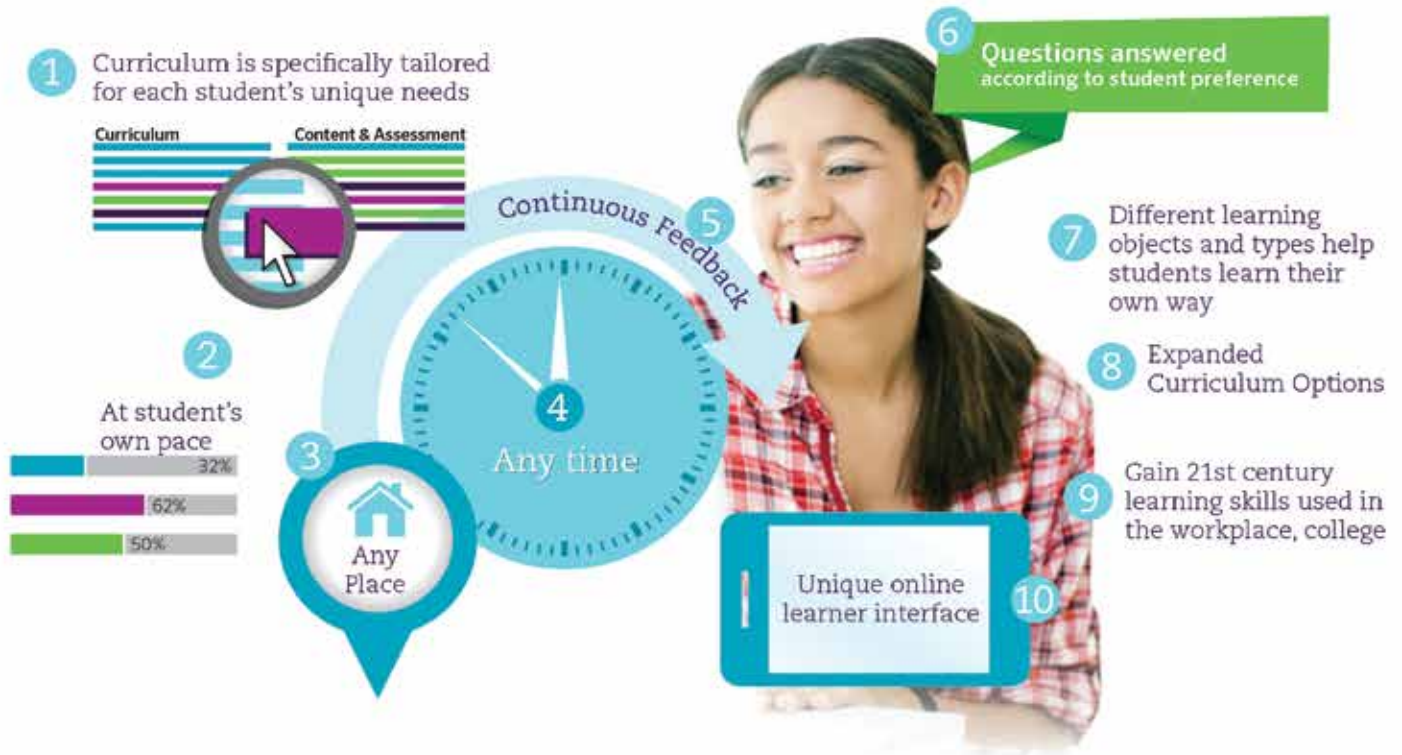 1
Curriculum is specifically tailored
for each student's unique needs
Curriculum
Content & Assessment
2
At student's
own pace
32%
62%
50%
3
Any
Place
4
Any time
5
Continuous Feedback
6
Questions answered
according to student preference
7
Different learning
objects and types help
students learn their
own way
8
Expanded
Curriculum Options
9
Gain 21st century
learning skills used in
the workplace, college
10
Unique online
learner interface